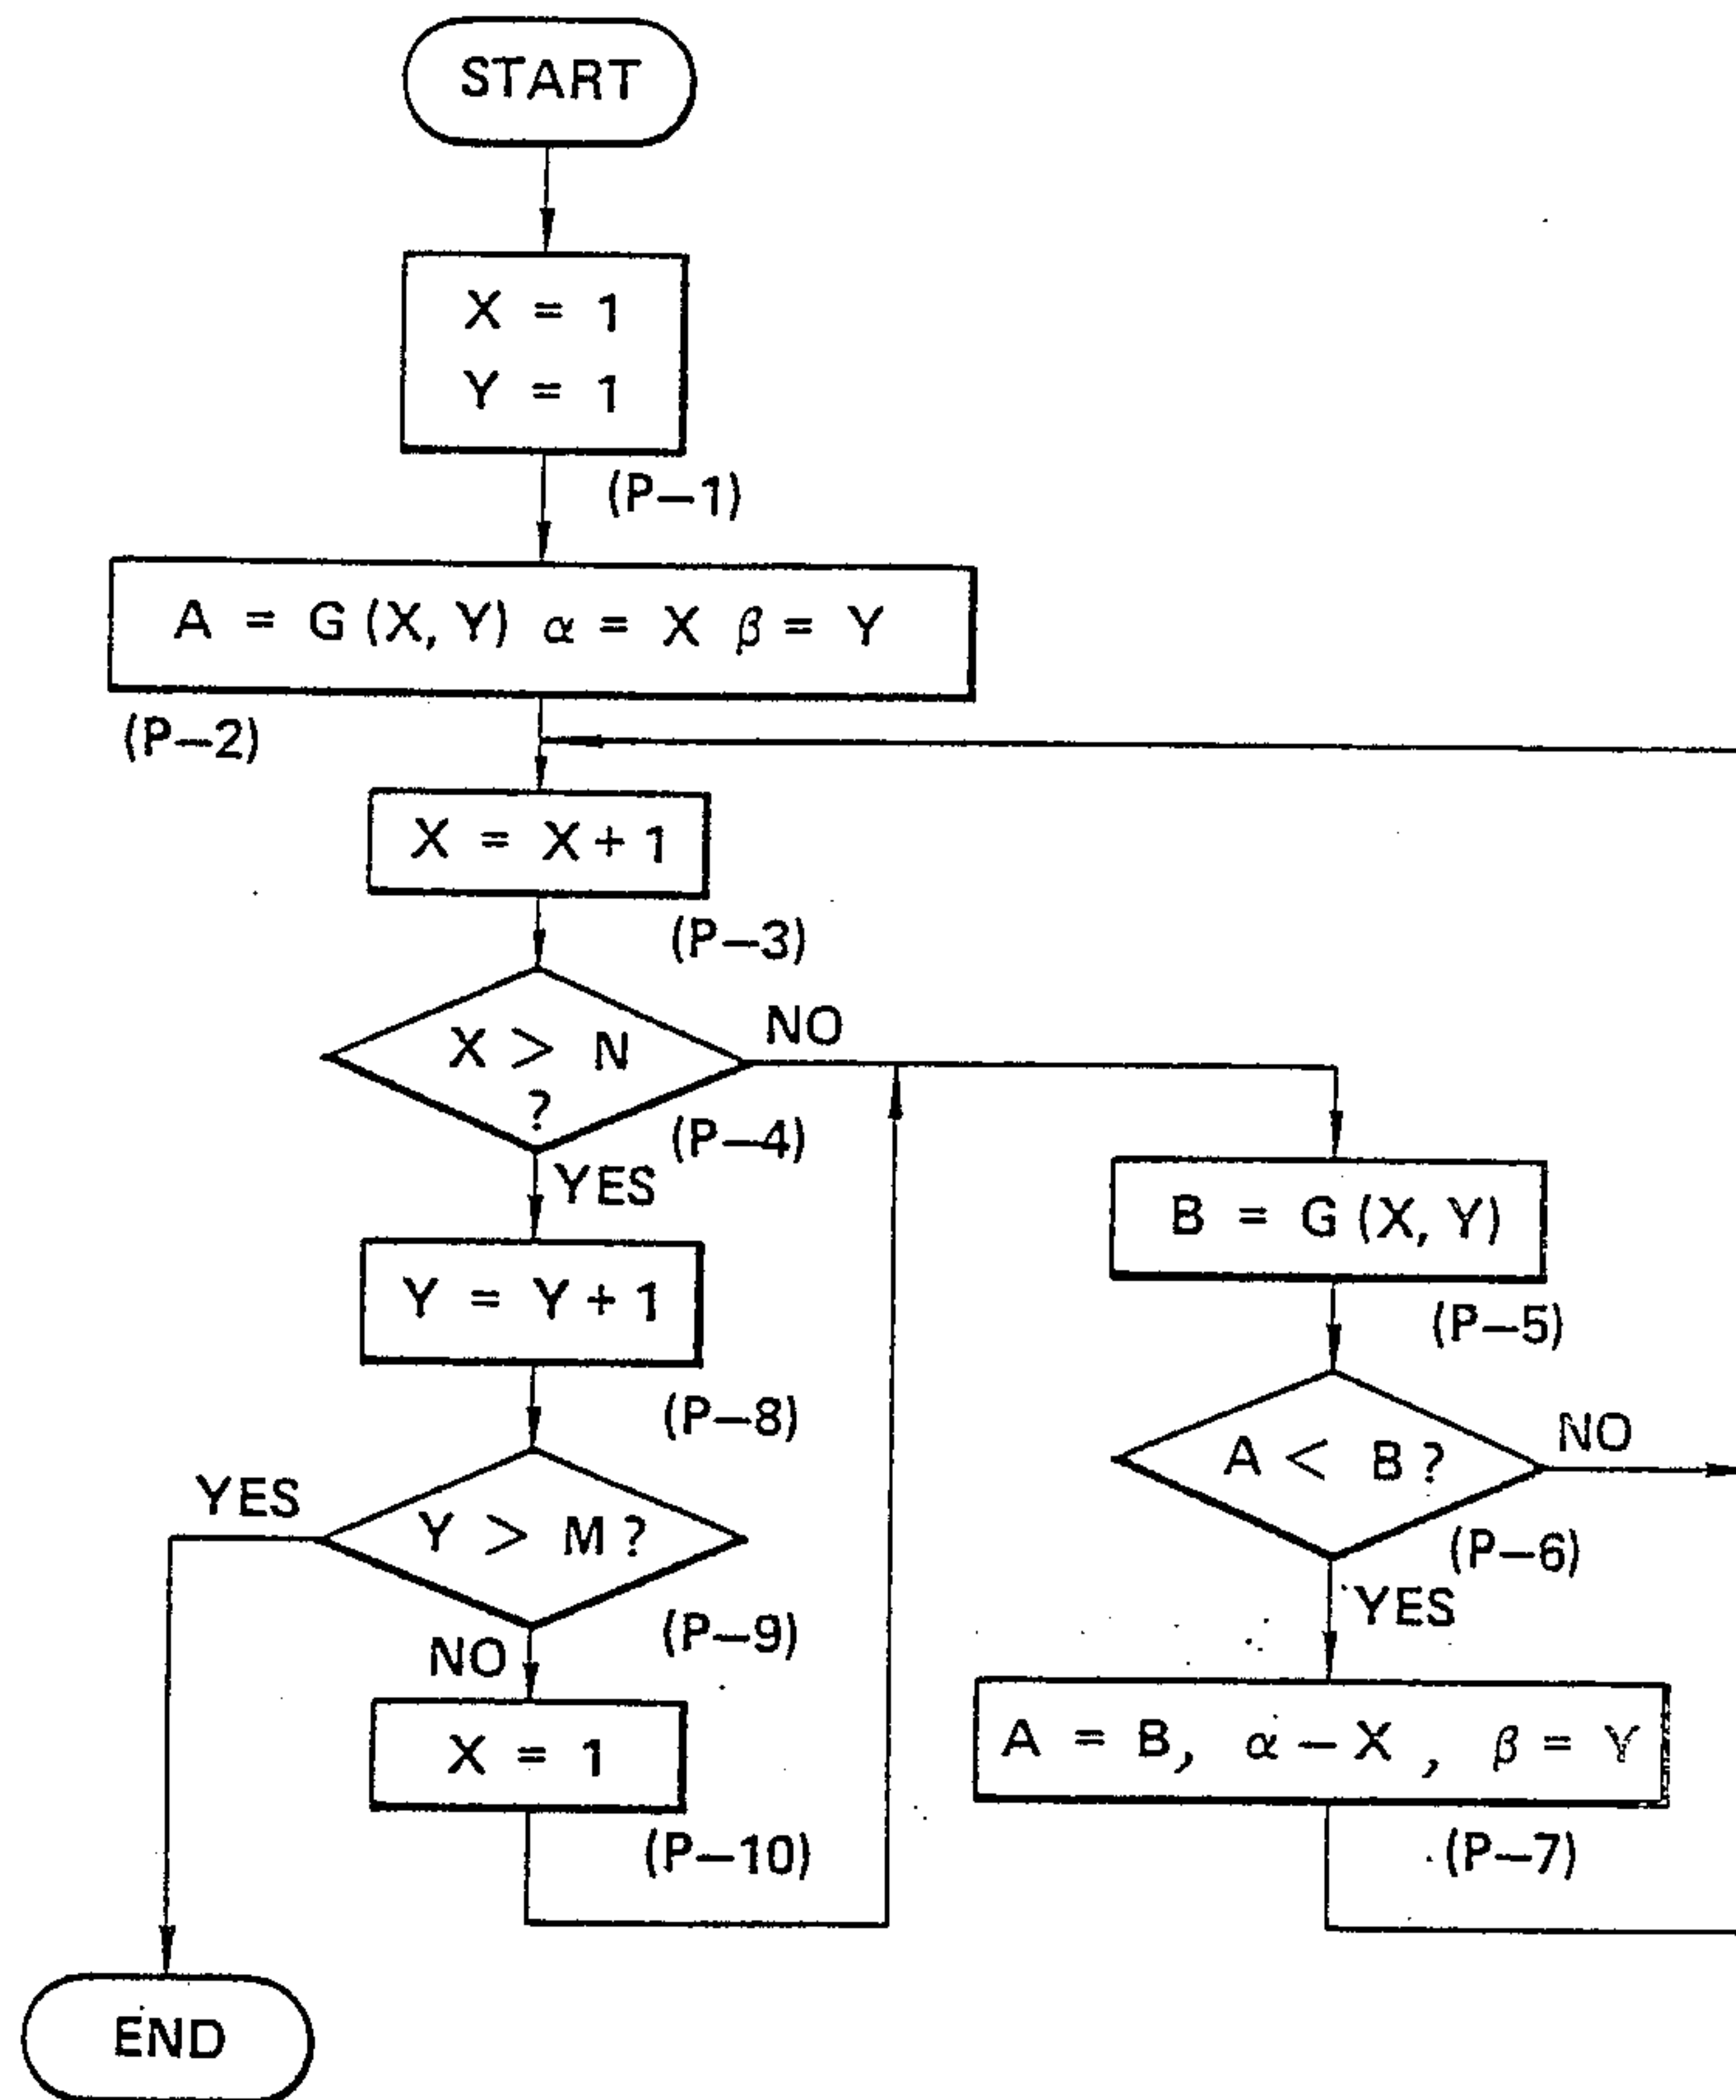 START
X = 1
Y = 1
(P-1)
A = G (X, Y) α = X β = Y
(P-2)
X = X + 1
(P-3)
X > N
?
NO
(P-4)
YES
Y = Y + 1
(P-8)
Y > M ?
YES
(P-9)
NO
X = 1
(P-10)
END
B = G (X, Y)
(P-5)
A < B ?
NO
(P-6)
YES
A = B, α – X , β = Y
(P-7)